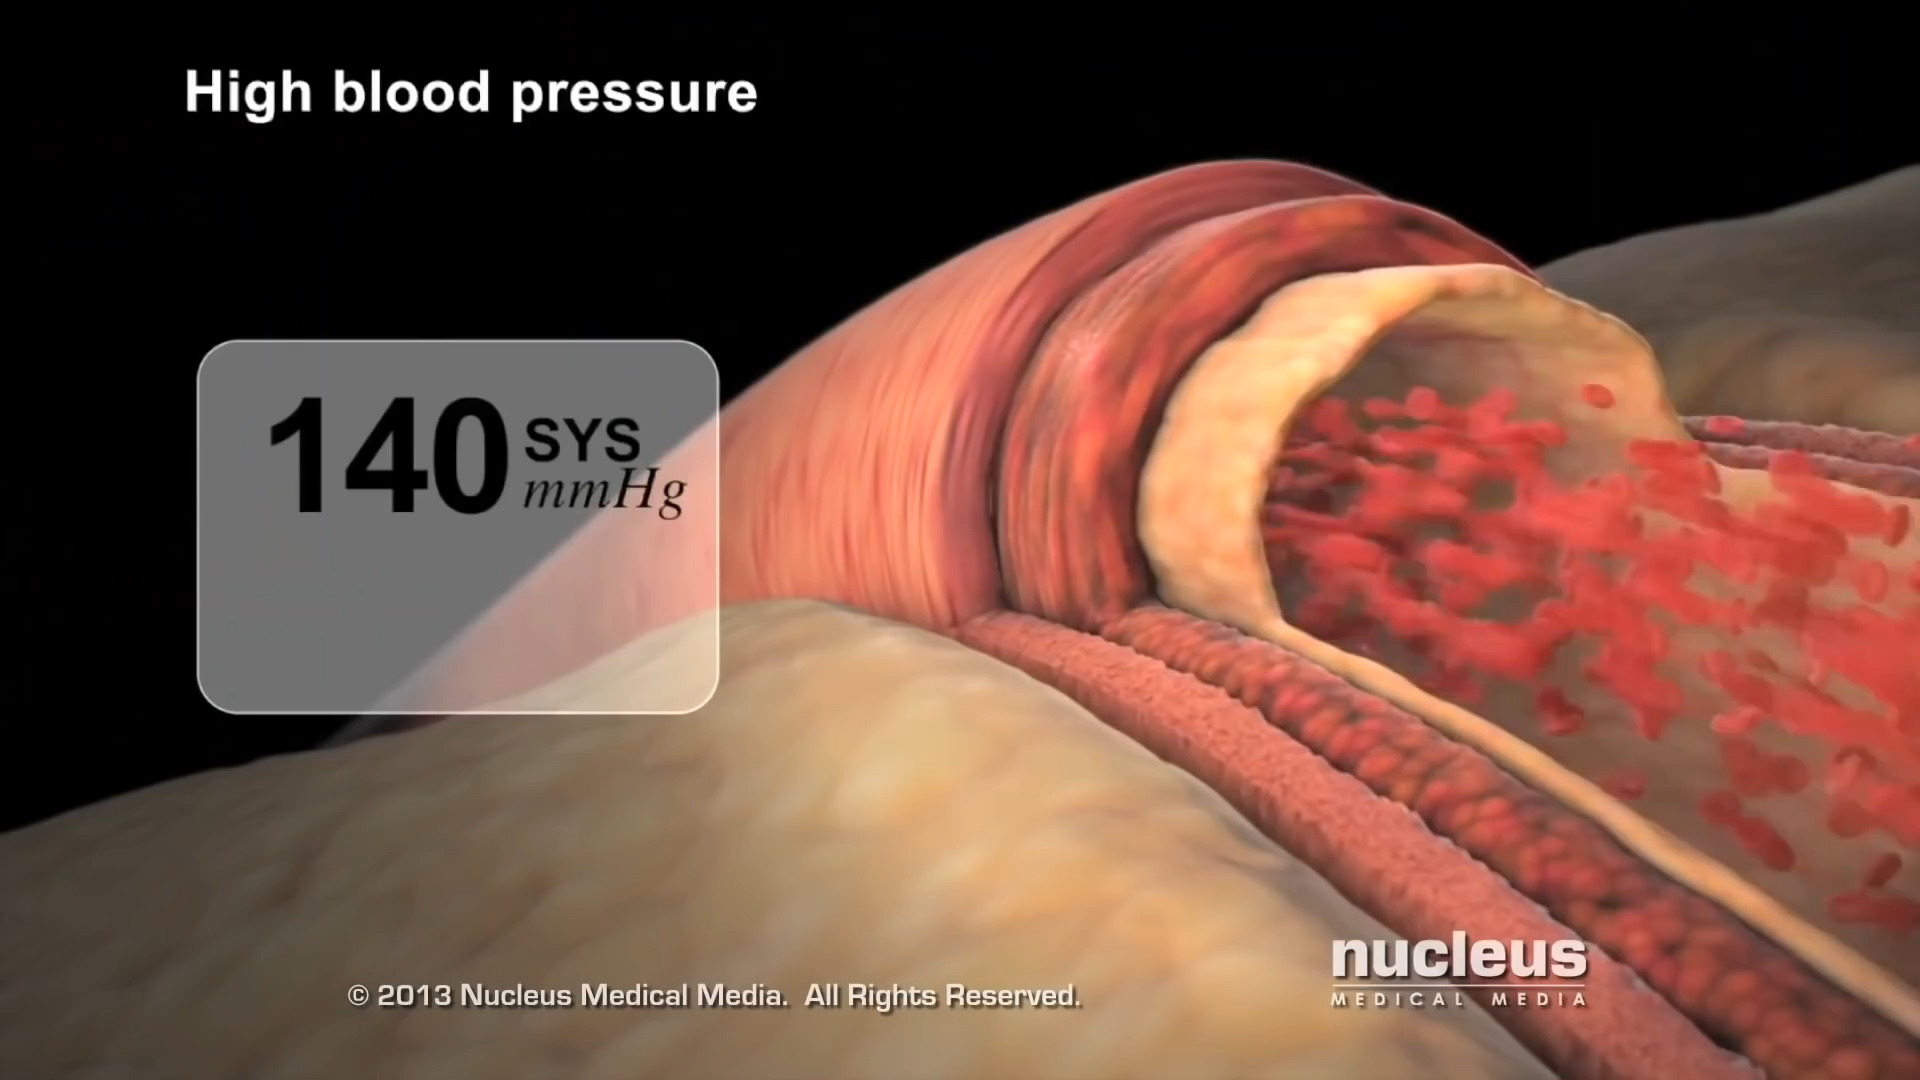 High blood pressure
140 SYS
mmHg
© 2013 Nucleus Medical Media. All Rights Reserved.
nucleus
MEDICAL MEDIA